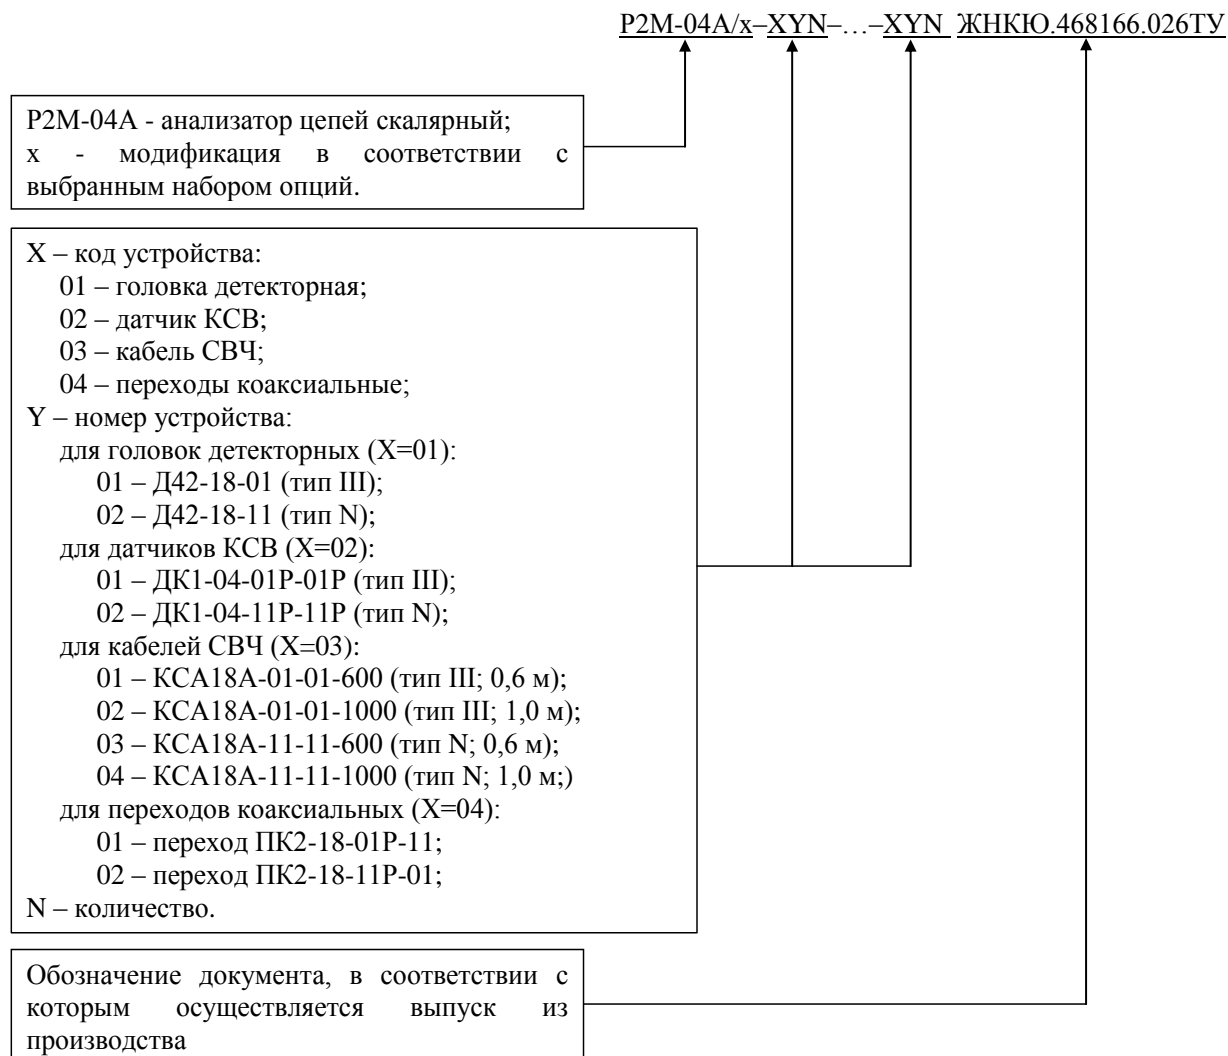 Р2М-04А/х–XYN–…–XYN ЖНКЮ.468166.026ТУ
Р2М-04А - анализатор цепей скалярный;
х - модификация в соответствии с
выбранным набором опций.
X – код устройства:
01 – головка детекторная;
02 – датчик КСВ;
03 – кабель СВЧ;
04 – переходы коаксиальные;
Y – номер устройства:
для головок детекторных (X=01):
01 – Д42-18-01 (тип III);
02 – Д42-18-11 (тип N);
для датчиков КСВ (X=02):
01 – ДК1-04-01Р-01Р (тип III);
02 – ДК1-04-11Р-11Р (тип N);
для кабелей СВЧ (X=03):
01 – КСА18А-01-01-600 (тип III; 0,6 м);
02 – КСА18А-01-01-1000 (тип III; 1,0 м);
03 – КСА18А-11-11-600 (тип N; 0,6 м);
04 – КСА18А-11-11-1000 (тип N; 1,0 м;)
для переходов коаксиальных (X=04):
01 – переход ПК2-18-01Р-11;
02 – переход ПК2-18-11Р-01;
N – количество.
Обозначение документа, в соответствии с
которым осуществляется выпуск из
производства